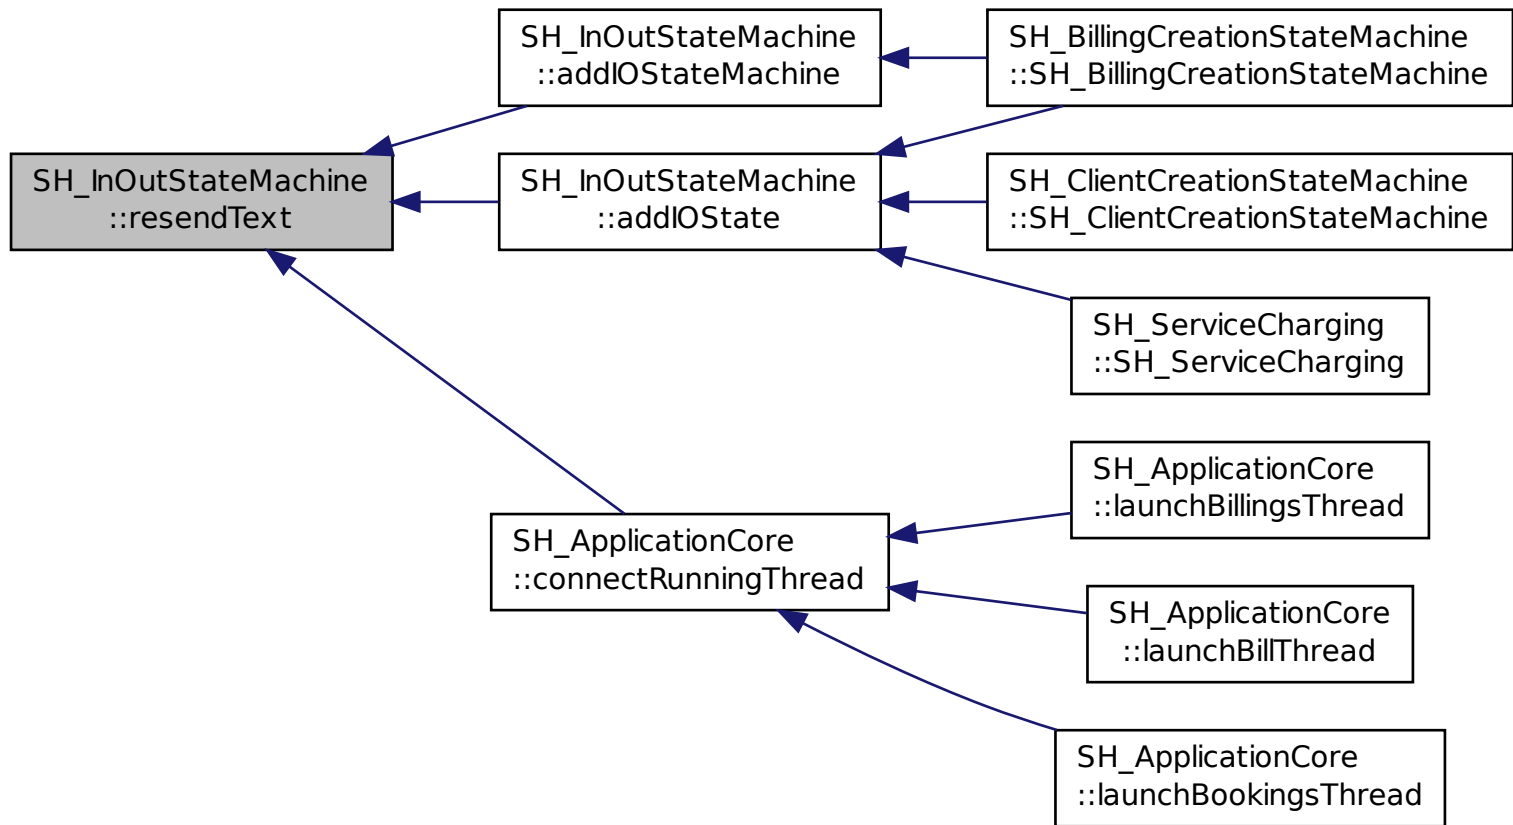 SH_InOutStateMachine
::resendText
SH_InOutStateMachine
::addIOStateMachine
SH_InOutStateMachine
::addIOState
SH_ApplicationCore
::connectRunningThread
SH_BillingCreationStateMachine
::SH_BillingCreationStateMachine
SH_ClientCreationStateMachine
::SH_ClientCreationStateMachine
SH_ServiceCharging
::SH_ServiceCharging
SH_ApplicationCore
::launchBillingsThread
SH_ApplicationCore
::launchBillThread
SH_ApplicationCore
::launchBookingsThread